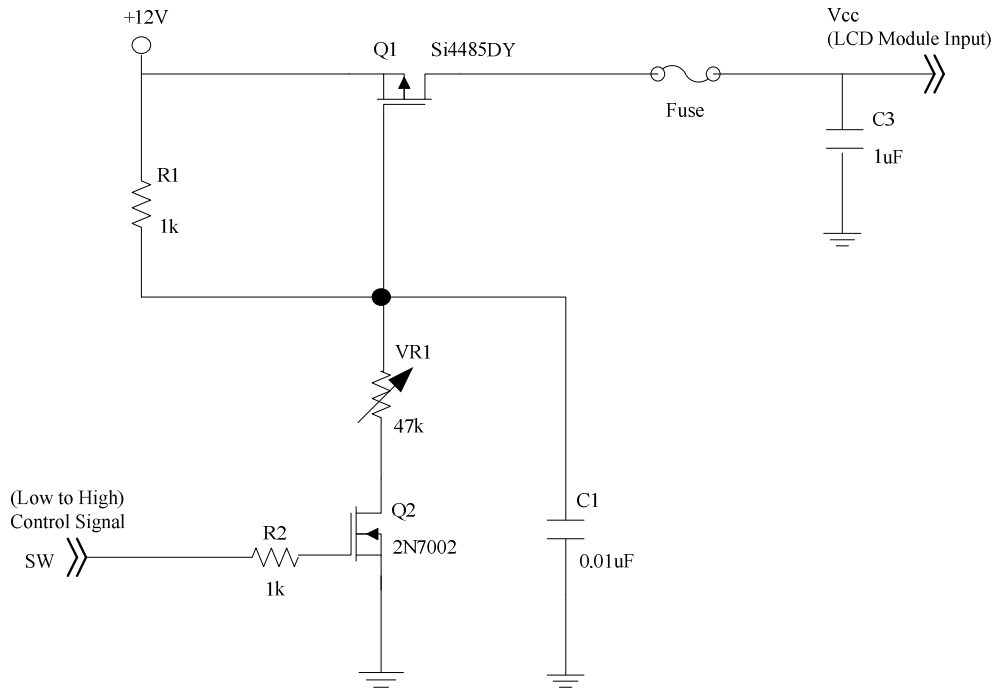 +12V
Q1
Si4485DY
Vcc
(LCD Module Input)
Fuse
C3
1uF
R1
1k
VR1
47k
(Low to High)
Control Signal
SW
R2
1k
Q2
2N7002
C1
0.01uF